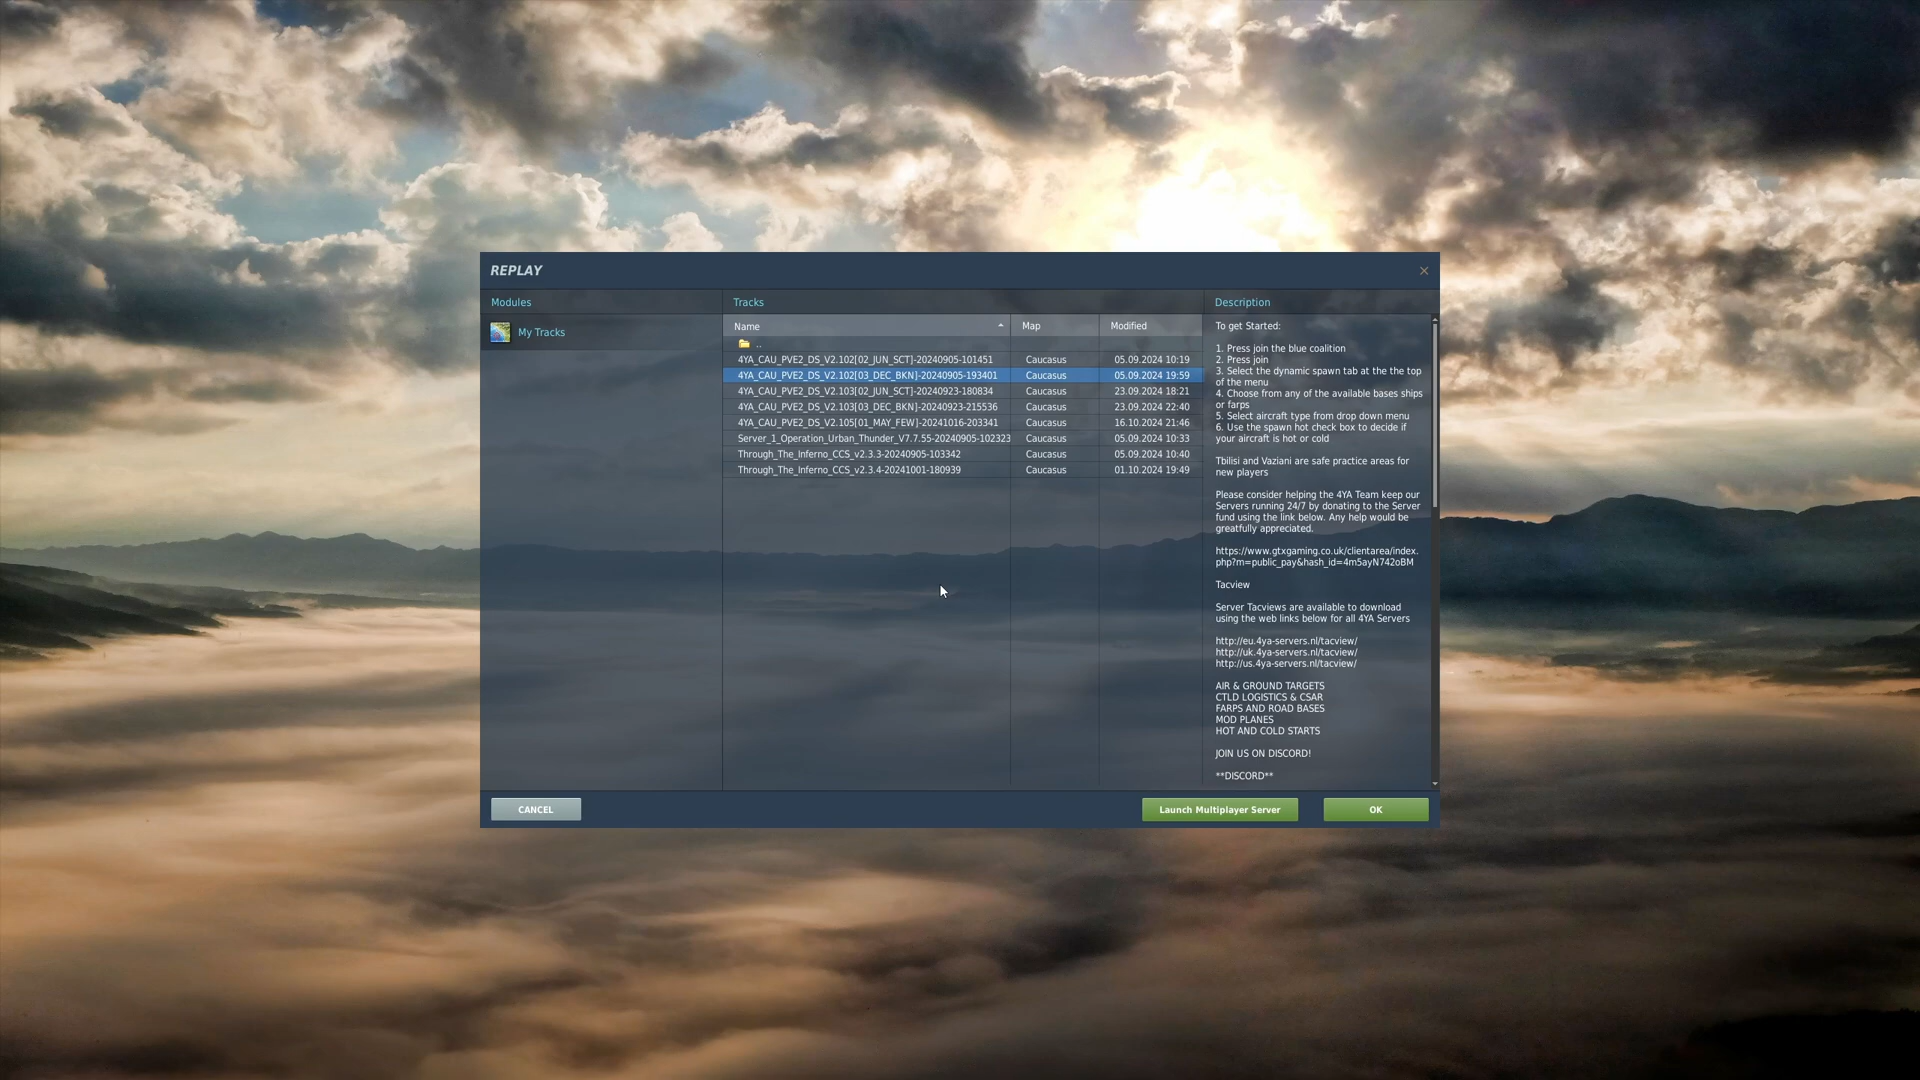 REPLAY
Modules
My Tracks
Tracks
Name Map Modified
..
4YA_CAU_PVE2_DS_V2.102[02_JUN_SCT]-20240905-101451 Caucasus 05.09.2024 10:19
4YA_CAU_PVE2_DS_V2.102[03_DEC_BKN]-20240905-193401 Caucasus 05.09.2024 19:59
4YA_CAU_PVE2_DS_V2.103[02_JUN_SCT]-20240923-180834 Caucasus 23.09.2024 18:21
4YA_CAU_PVE2_DS_V2.103[03_DEC_BKN]-20240923-215536 Caucasus 23.09.2024 22:40
4YA_CAU_PVE2_DS_V2.105[01_MAY_FEW]-20241016-203341 Caucasus 16.10.2024 21:46
Server_1_Operation_Urban_Thunder_V7.7.55-20240905-102323 Caucasus 05.09.2024 10:33
Through_The_Inferno_CCS_v2.3.3-20240905-103342 Caucasus 05.09.2024 10:40
Through_The_Inferno_CCS_v2.3.4-20241001-180939 Caucasus 01.10.2024 19:49
Description
To get Started:
1. Press join the blue coalition
2. Press join
3. Select the dynamic spawn tab at the the top
of the menu
4. Choose from any of the available bases ships
or farps
5. Select aircraft type from drop down menu
6. Use the spawn hot check box to decide if
your aircraft is hot or cold
Tbilisi and Vaziani are safe practice areas for
new players
Please consider helping the 4YA Team keep our
Servers running 24/7 by donating to the Server
fund using the link below. Any help would be
greatfully appreciated.
https://www.gtxgaming.co.uk/clientarea/index.
php?m=public_pay&hash_id=4m5ayN742oBM
Tacview
Server Tacviews are available to download
using the web links below for all 4YA Servers
http://eu.4ya-servers.nl/tacview/
http://uk.4ya-servers.nl/tacview/
http://us.4ya-servers.nl/tacview/
AIR & GROUND TARGETS
CTLD LOGISTICS & CSAR
FARPS AND ROAD BASES
MOD PLANES
HOT AND COLD STARTS
JOIN US ON DISCORD!
**DISCORD**
CANCEL
Launch Multiplayer Server
OK